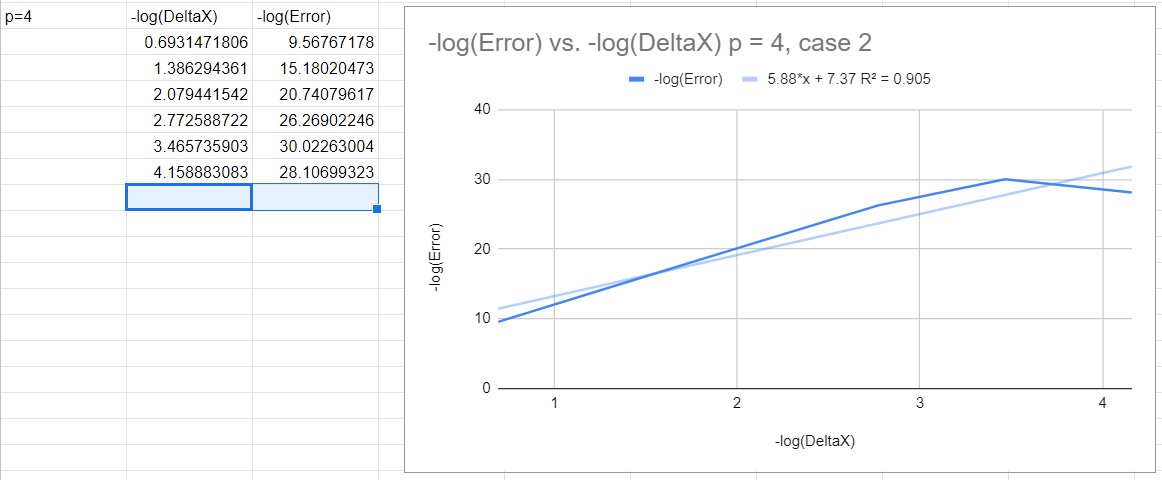 p=4 -log(DeltaX) -log(Error)
0.6931471806 9.56767178
1.386294361 15.18020473
2.079441542 20.74079617
2.772588722 26.26902246
3.465735903 30.02263004
4.158883083 28.10699323
-log(Error) vs. -log(DeltaX) p = 4, case 2
-log(Error) 5.88*x + 7.37 R² = 0.905
40
30
20
10
0
-log(Error)
1 2 3 4
-log(DeltaX)